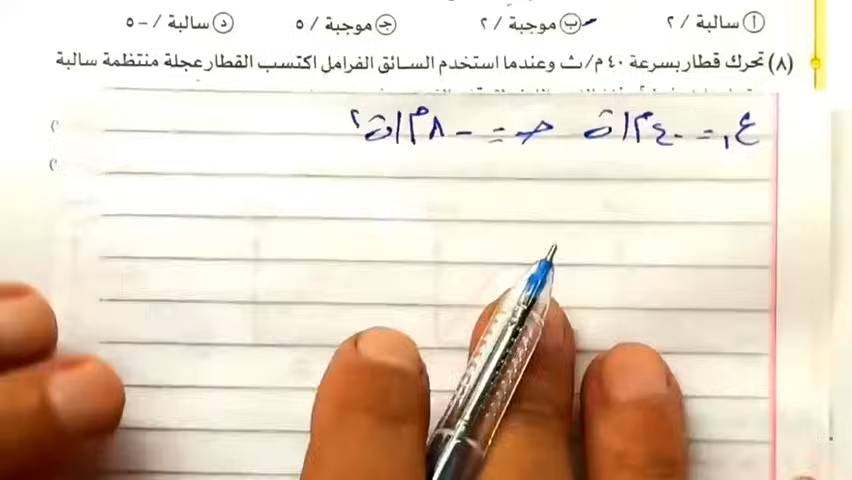 أ سالبة / ٢ ب موجبة / ٢ ج موجبة / ٥ د سالبة / -٥
(٨) تحرك قطار بسرعة ٤٠ م/ث وعندما استخدم السائق الفرامل اكتسب القطار عجلة منتظمة سالبة
ع١ = ٤٠ م/ث جـ = -٨ م/ث٢